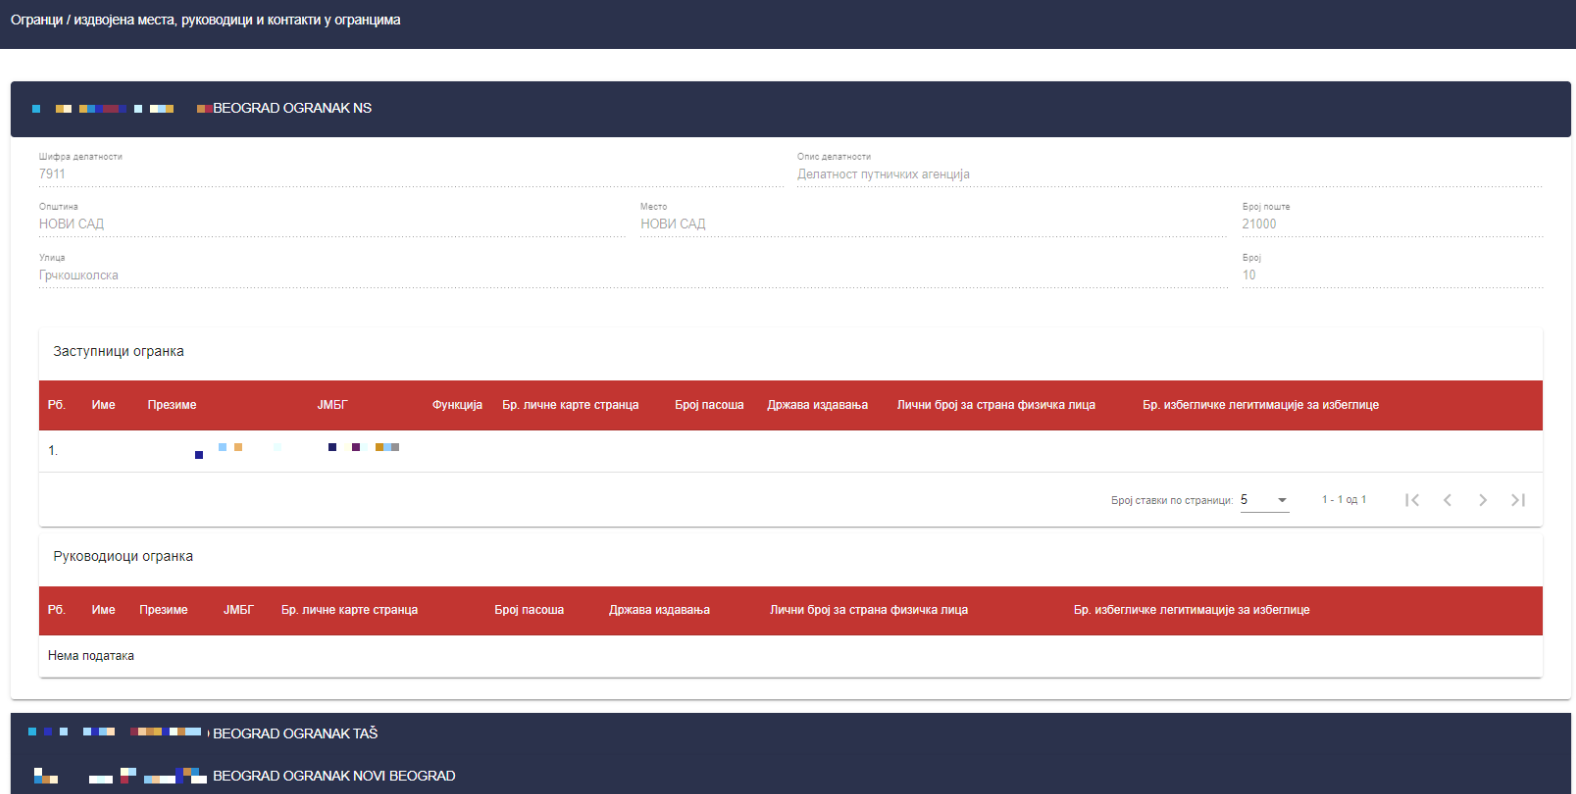 Огранци / издвојена места, руководици и контакти у огранцима
BEOGRAD OGRANAK NS
Шифра делатности Опис делатности
7911 Делатност путничких агенција
Општина Место Број поште
НОВИ САД НОВИ САД 21000
Улица Број
Грчкошколска 10
Заступници огранка
Рб. Име Презиме ЈМБГ Функција Бр. личне карте странца Број пасоша Држава издавања Лични број за страна физичка лица Бр. избегличке легитимације за избеглице
1.
Број ставки по страници: 5 1 - 1 од 1
Руководиоци огранка
Рб. Име Презиме ЈМБГ Бр. личне карте странца Број пасоша Држава издавања Лични број за страна физичка лица Бр. избегличке легитимације за избеглице
Нема података
BEOGRAD OGRANAK TAŠ
BEOGRAD OGRANAK NOVI BEOGRAD